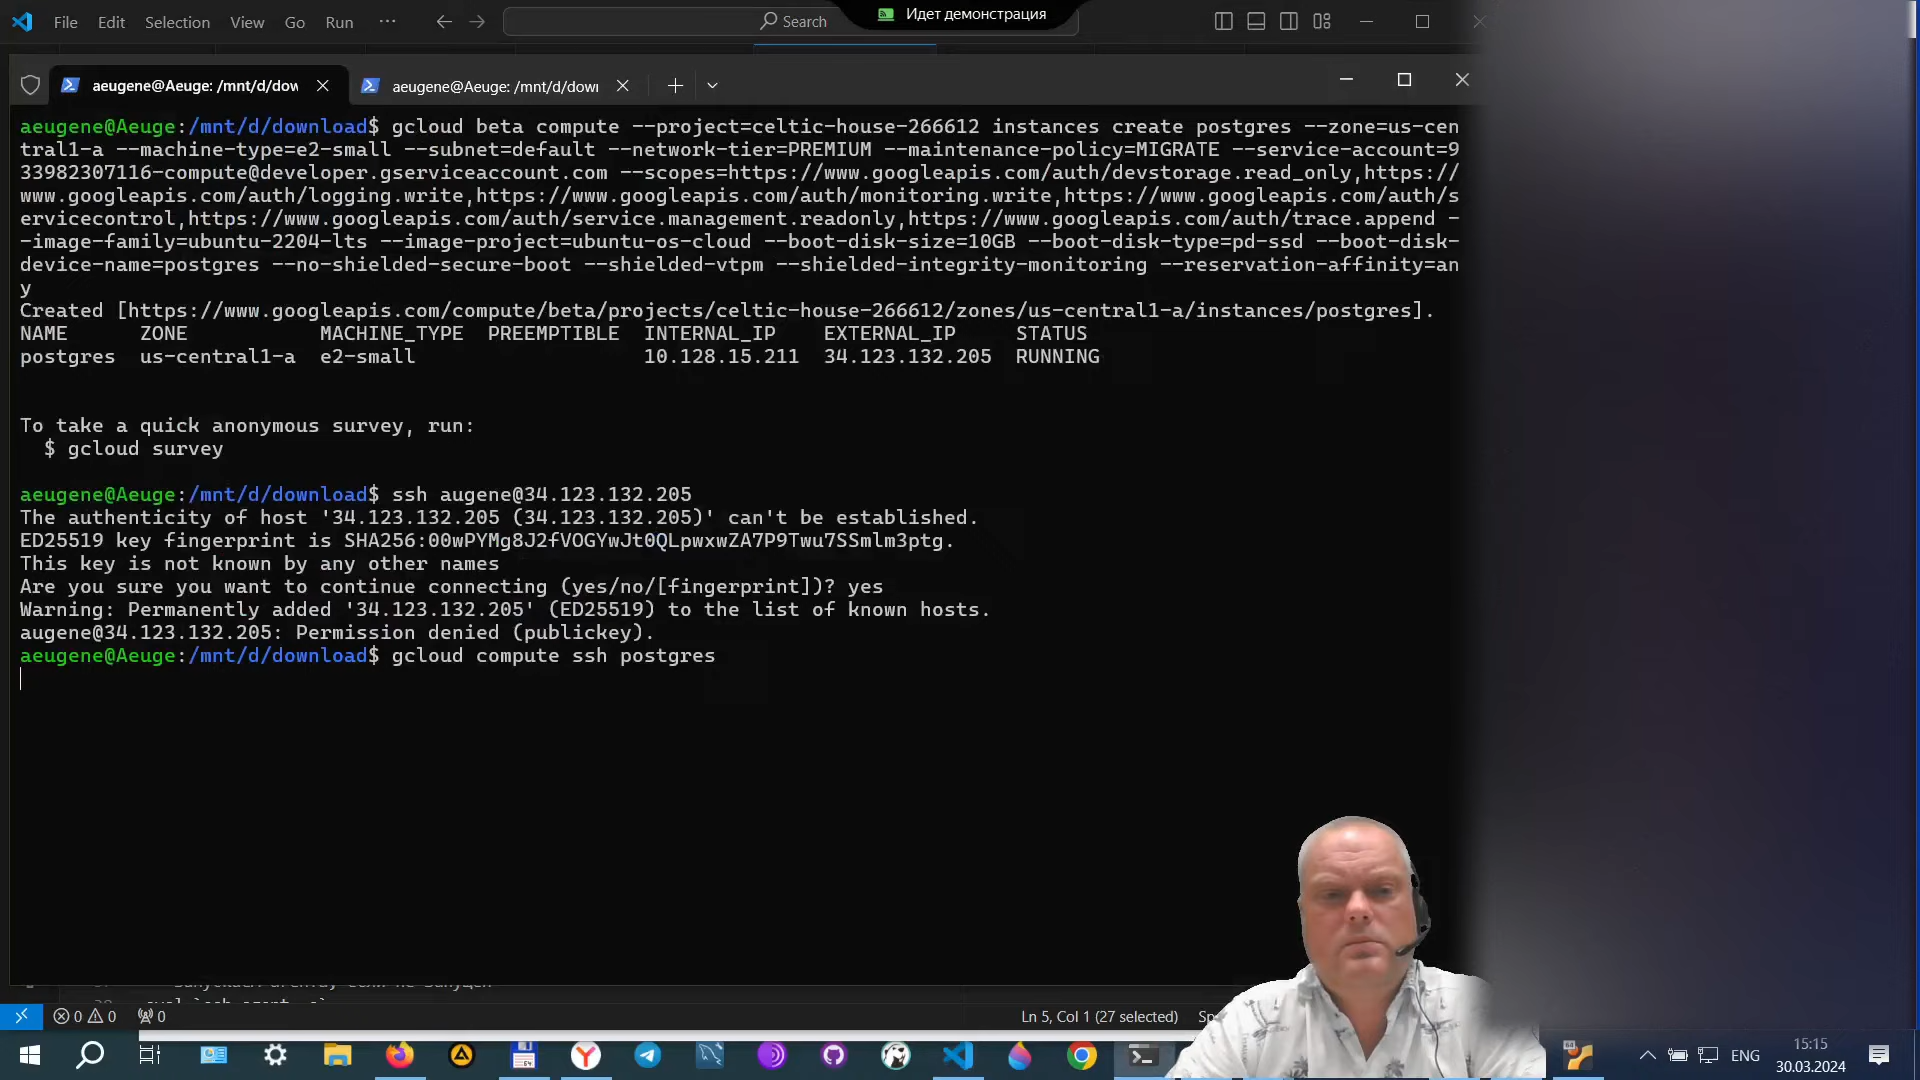 File Edit Selection View Go Run ··· Search
Идет демонстрация
aeugene@Aeuge: /mnt/d/dow aeugene@Aeuge: /mnt/d/dow
aeugene@Aeuge:/mnt/d/download$ gcloud beta compute --project=celtic-house-266612 instances create postgres --zone=us-cen
tral1-a --machine-type=e2-small --subnet=default --network-tier=PREMIUM --maintenance-policy=MIGRATE --service-account=9
33982307116-compute@developer.gserviceaccount.com --scopes=https://www.googleapis.com/auth/devstorage.read_only,https://
www.googleapis.com/auth/logging.write,https://www.googleapis.com/auth/monitoring.write,https://www.googleapis.com/auth/s
ervicecontrol,https://www.googleapis.com/auth/service.management.readonly,https://www.googleapis.com/auth/trace.append -
-image-family=ubuntu-2204-lts --image-project=ubuntu-os-cloud --boot-disk-size=10GB --boot-disk-type=pd-ssd --boot-disk-
device-name=postgres --no-shielded-secure-boot --shielded-vtpm --shielded-integrity-monitoring --reservation-affinity=an
y
Created [https://www.googleapis.com/compute/beta/projects/celtic-house-266612/zones/us-central1-a/instances/postgres].
NAME ZONE MACHINE_TYPE PREEMPTIBLE INTERNAL_IP EXTERNAL_IP STATUS
postgres us-central1-a e2-small 10.128.15.211 34.123.132.205 RUNNING
To take a quick anonymous survey, run:
$ gcloud survey
aeugene@Aeuge:/mnt/d/download$ ssh augene@34.123.132.205
The authenticity of host '34.123.132.205 (34.123.132.205)' can't be established.
ED25519 key fingerprint is SHA256:00wPYMg8J2fVOGYwJt0QLpwxwZA7P9Twu7SSmlm3ptg.
This key is not known by any other names
Are you sure you want to continue connecting (yes/no/[fingerprint])? yes
Warning: Permanently added '34.123.132.205' (ED25519) to the list of known hosts.
augene@34.123.132.205: Permission denied (publickey).
aeugene@Aeuge:/mnt/d/download$ gcloud compute ssh postgres
0 0 0 Ln 5, Col 1 (27 selected) Sp
ENG
15:15
30.03.2024